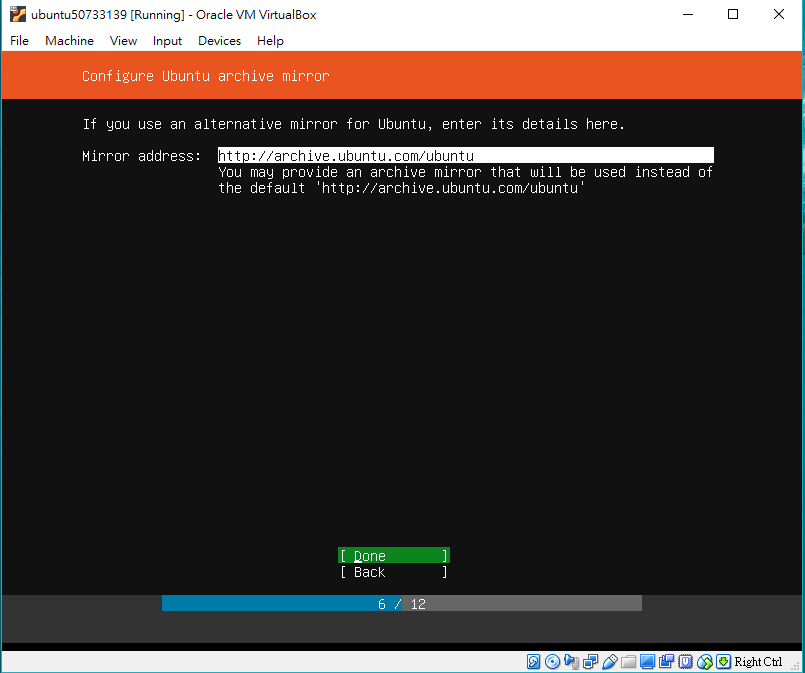 ubuntu50733139 [Running] - Oracle VM VirtualBox
File Machine View Input Devices Help
Configure Ubuntu archive mirror
If you use an alternative mirror for Ubuntu, enter its details here.
Mirror address: http://archive.ubuntu.com/ubuntu
You may provide an archive mirror that will be used instead of
the default 'http://archive.ubuntu.com/ubuntu'
[ Done ]
[ Back ]
6 / 12
Right Ctrl